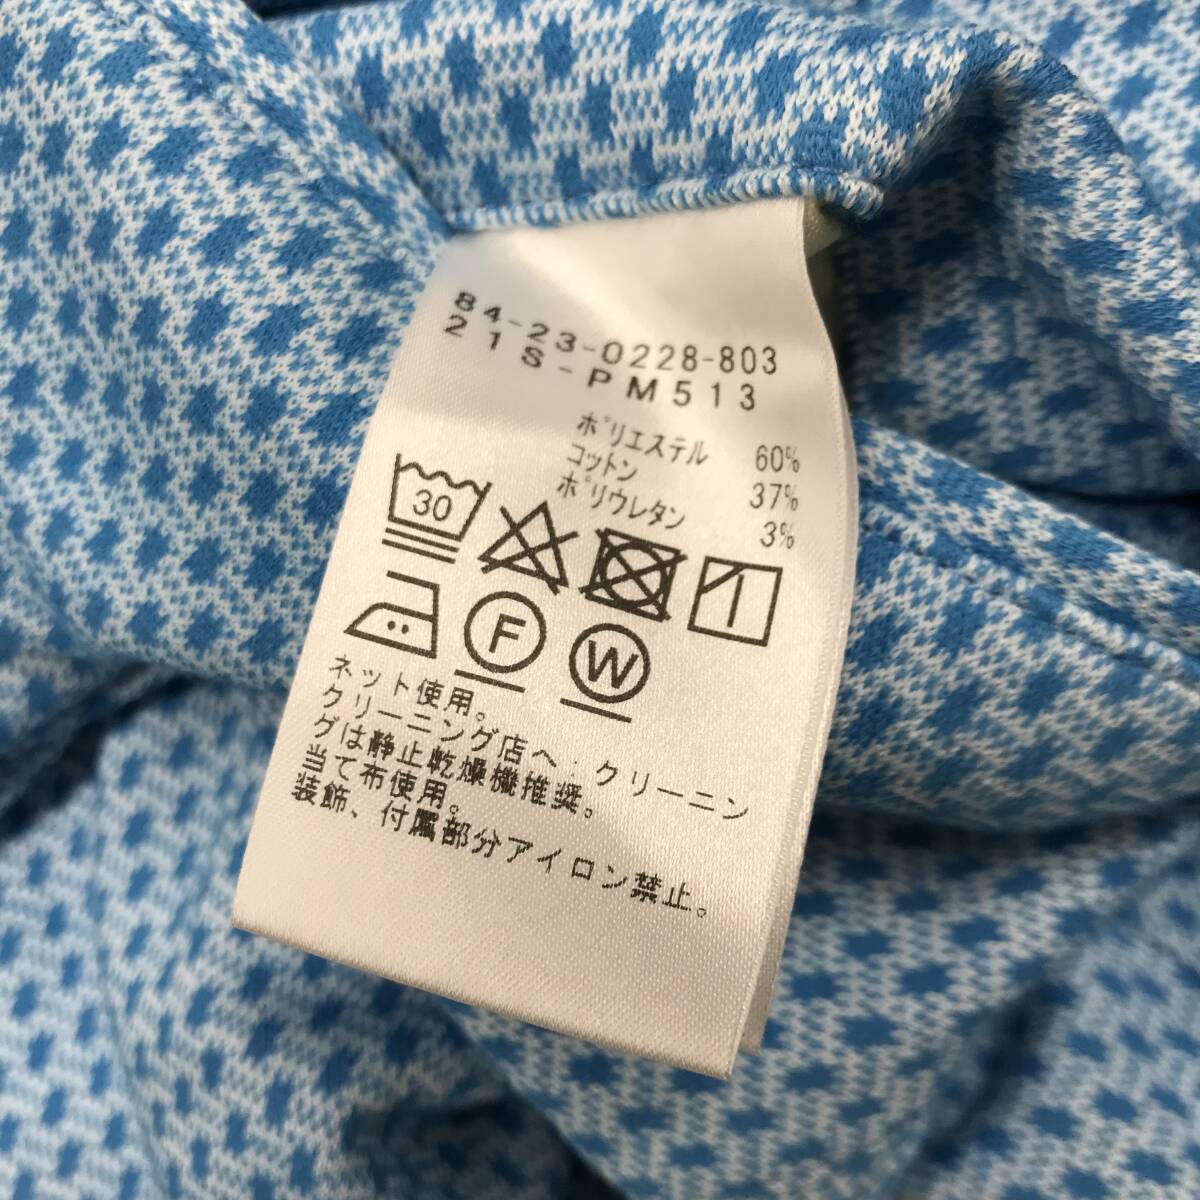 84-23-0228-803
21S-PM513
ポリエステル 60%
コットン 37%
ポリウレタン 3%
30
F W
ネット使用。
クリーニング店へ.クリーニン
グは静止乾燥機推奨。
当て布使用。
装飾、付属部分アイロン禁止。